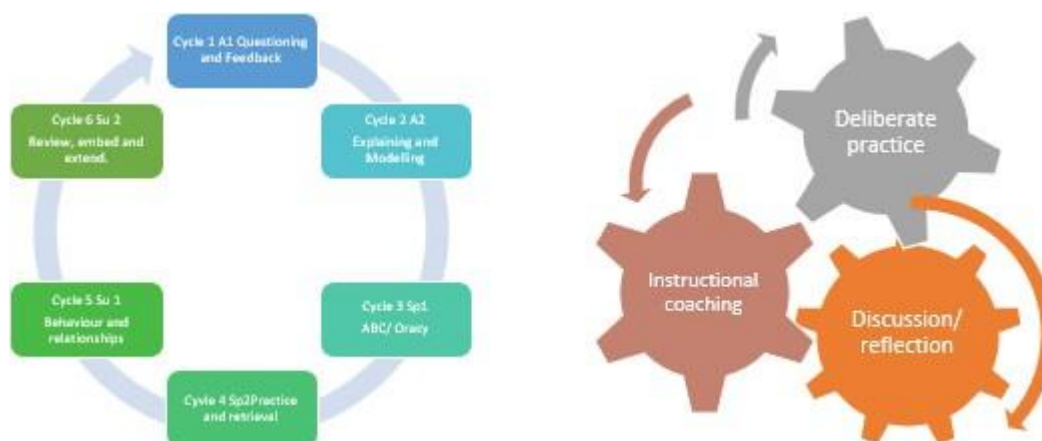 Cycle 1 A1 Questioning
and Feedback
Cycle 2 A2
Explaining and
Modelling
Cycle 3 Sp1
ABC/ Oracy
Cyvle 4 Sp2Practice
and retrieval
Cycle 5 Su 1
Behaviour and
relationships
Cycle 6 Su 2
Review, embed and
extend.
Deliberate
practice
Instructional
coaching
Discussion/
reflection